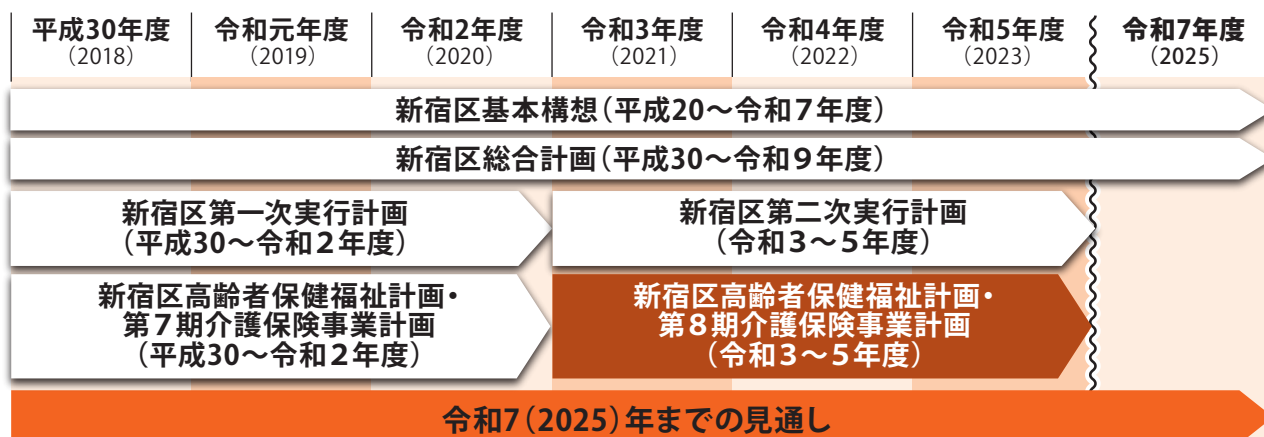 平成30年度 令和元年度 令和2年度 令和3年度 令和4年度 令和5年度 令和7年度
(2018) (2019) (2020) (2021) (2022) (2023) (2025)
新宿区基本構想（平成20～令和7年度）
新宿区総合計画（平成30～令和9年度）
新宿区第一次実行計画
（平成30～令和2年度）
新宿区第二次実行計画
（令和3～5年度）
新宿区高齢者保健福祉計画・
第7期介護保険事業計画
（平成30～令和2年度）
新宿区高齢者保健福祉計画・
第8期介護保険事業計画
（令和3～5年度）
令和7（2025）年までの見通し